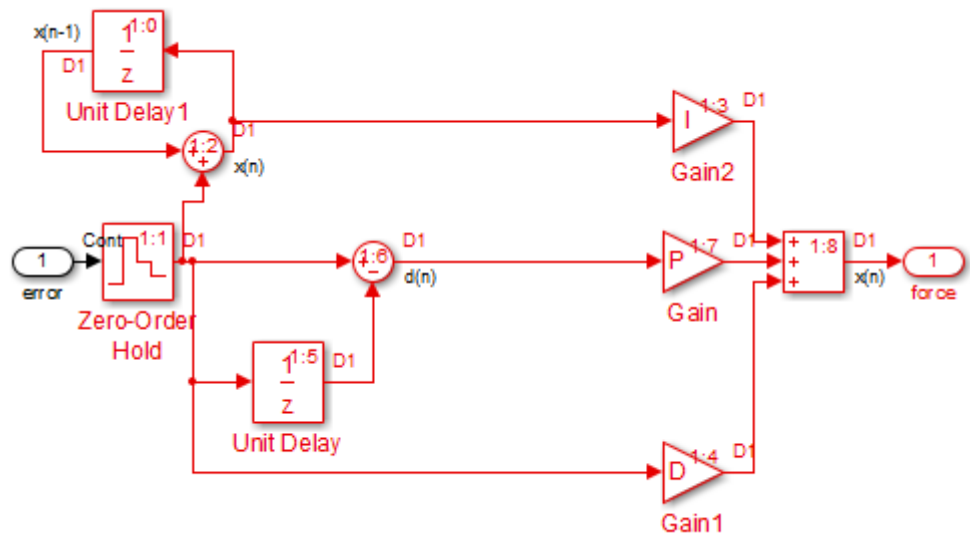 x(n-1)
D1
1:0
1
z
Unit Delay1
1:2
+
+
D1
x(n)
1:3
I
D1
Gain2
1
error
Cont
1:1
D1
Zero-Order
Hold
1:6
+
-
D1
d(n)
1:7
P
D1
Gain
+
+
+
1:8
D1
x(n)
1
force
1:5
1
z
D1
Unit Delay
1:4
D
D1
Gain1